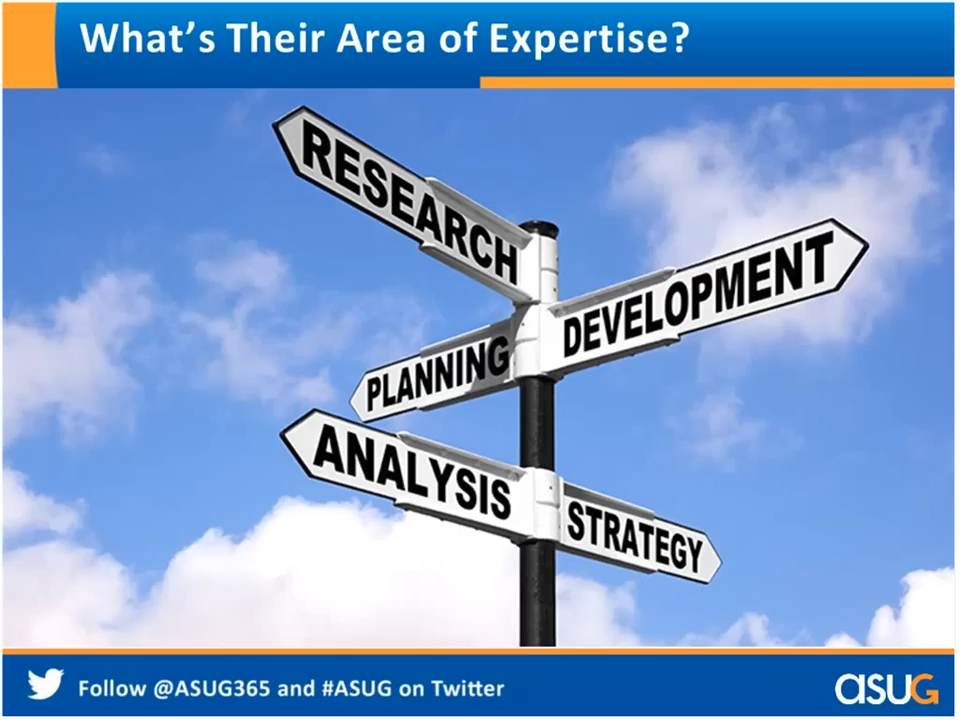 What's Their Area of Expertise?
RESEARCH
DEVELOPMENT
PLANNING
ANALYSIS
STRATEGY
Follow @ASUG365 and #ASUG on Twitter
asug